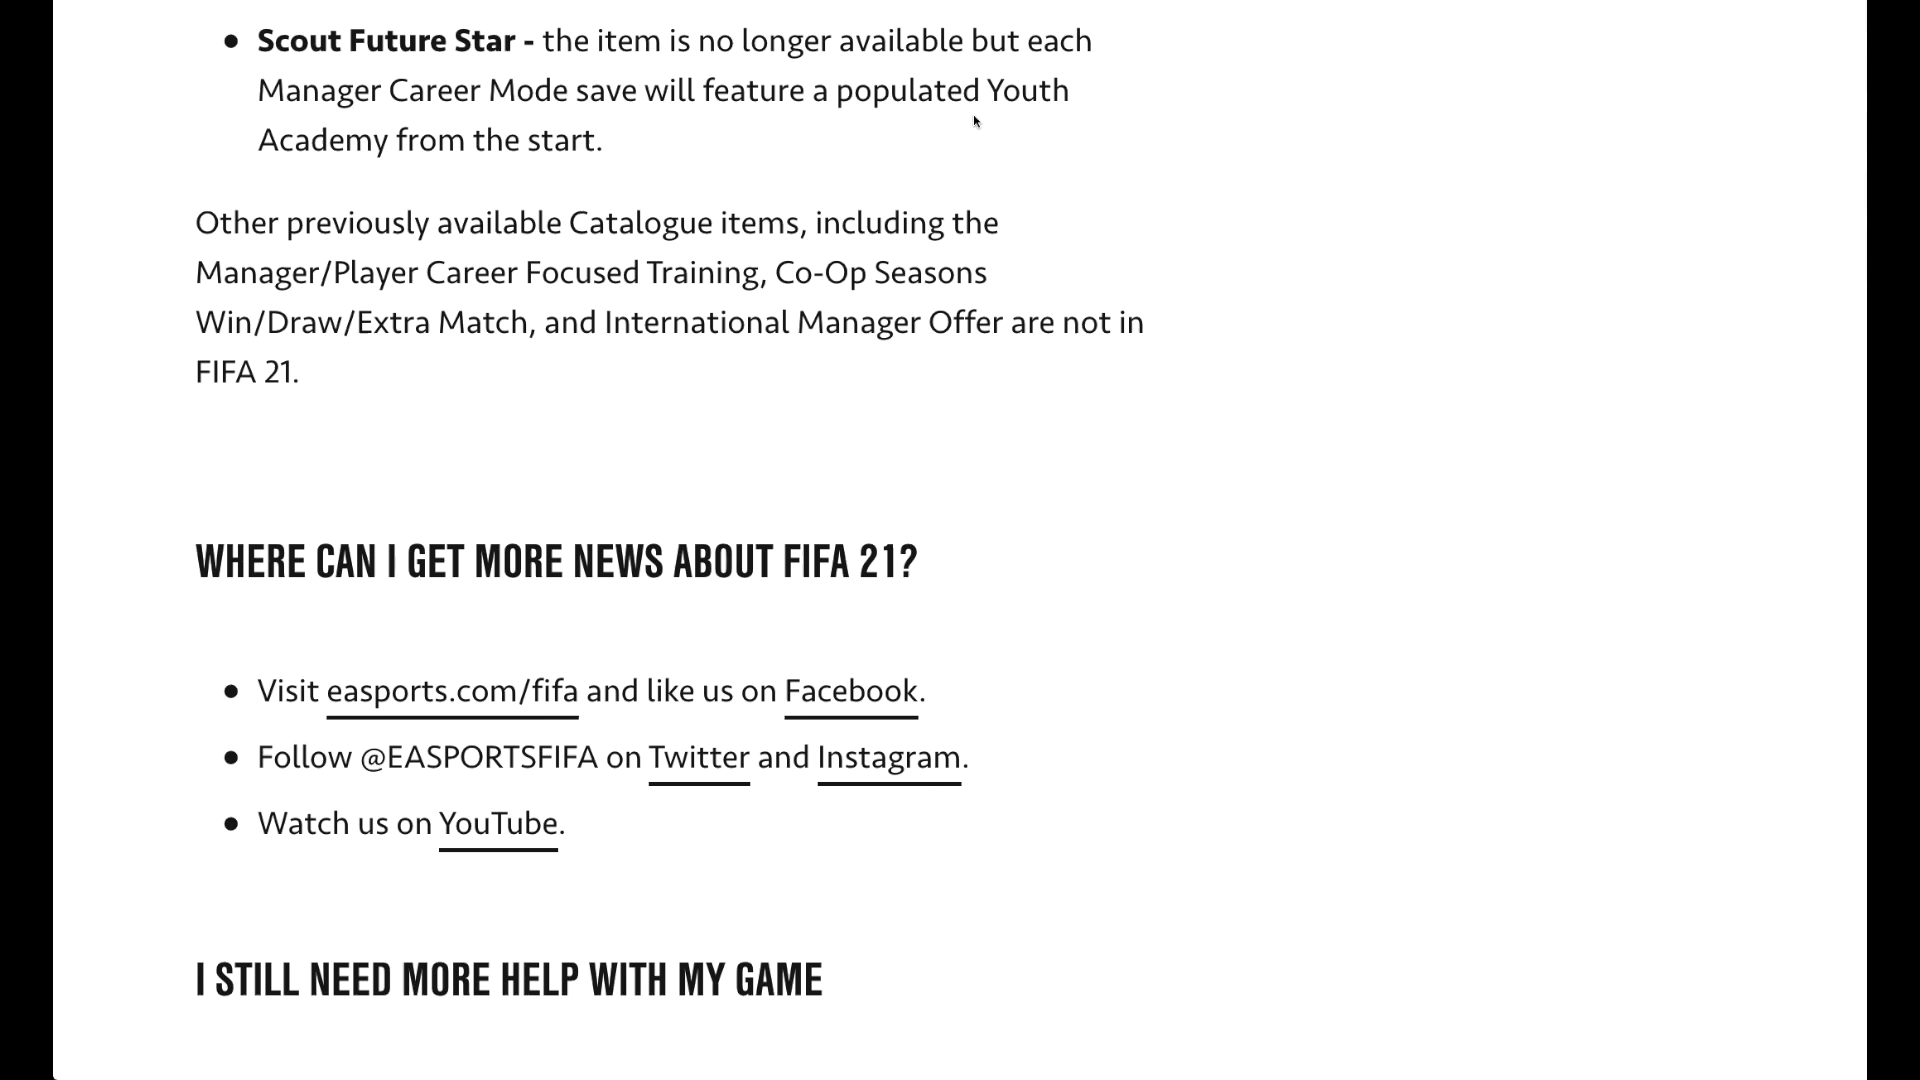 Scout Future Star - the item is no longer available but each
Manager Career Mode save will feature a populated Youth
Academy from the start.
Other previously available Catalogue items, including the
Manager/Player Career Focused Training, Co-Op Seasons
Win/Draw/Extra Match, and International Manager Offer are not in
FIFA 21.
WHERE CAN I GET MORE NEWS ABOUT FIFA 21?
Visit easports.com/fifa and like us on Facebook.
Follow @EASPORTSFIFA on Twitter and Instagram.
Watch us on YouTube.
I STILL NEED MORE HELP WITH MY GAME